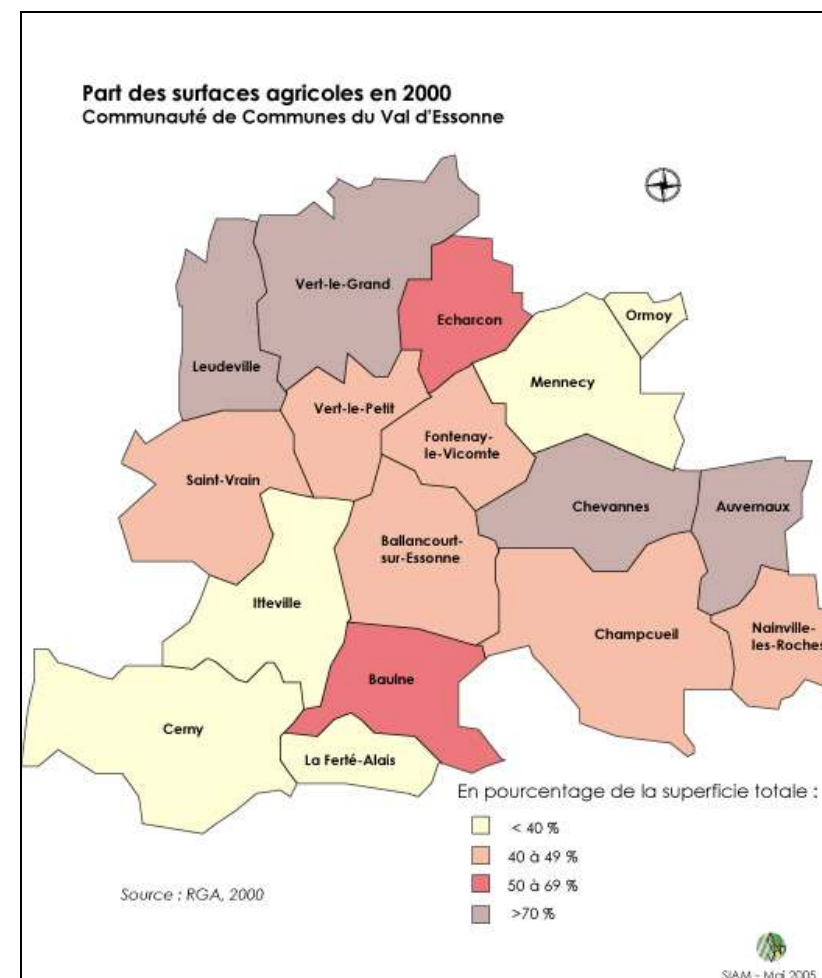 Part des surfaces agricoles en 2000
Communauté de Communes du Val d'Essonne
Vert-le-Grand
Echarcon
Ormoy
Leudeville
Mennecy
Vert-le-Petit
Fontenay-
le-Vicomte
Saint-Vrain
Chevannes
Auvernaux
Ballancourt-
sur-Essonne
Itteville
Champcueil
Nainville-
les-Roches
Baulne
Cerny
La Ferté-Alais
En pourcentage de la superficie totale :
< 40 %
40 à 49 %
50 à 69 %
>70 %
Source : RGA, 2000
SIAM - Mai 2005